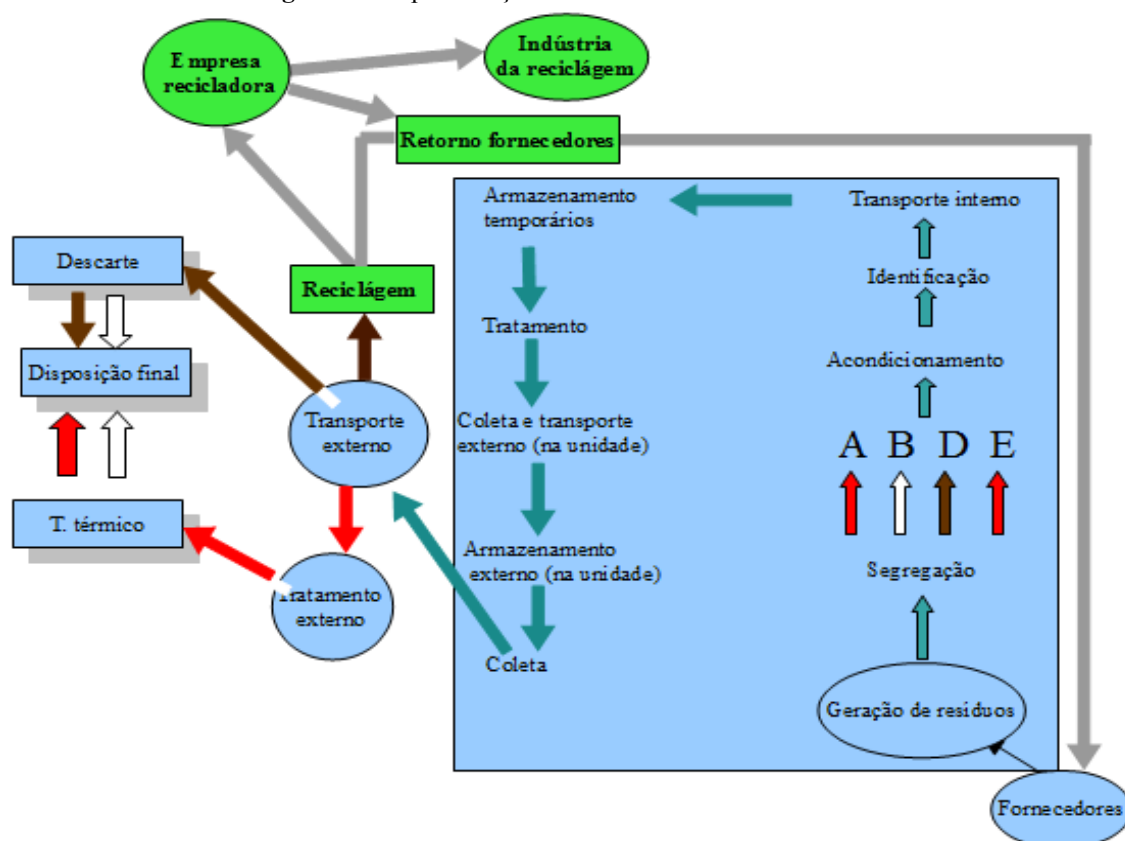 Empresa
recicladora
Indústria
da reciclágem
Retorno fornecedores
Armazenamento
temporários
Transporte interno
Descarte
Reciclágem
Identificação
Tratamento
Disposição final
Acondicionamento
Transporte
externo
Coleta e transporte
externo (na unidade)
A B D E
T. térmico
Armazenamento
externo (na unidade)
Segregação
Tratamento
externo
Coleta
Geração de resíduos
Fornecedores